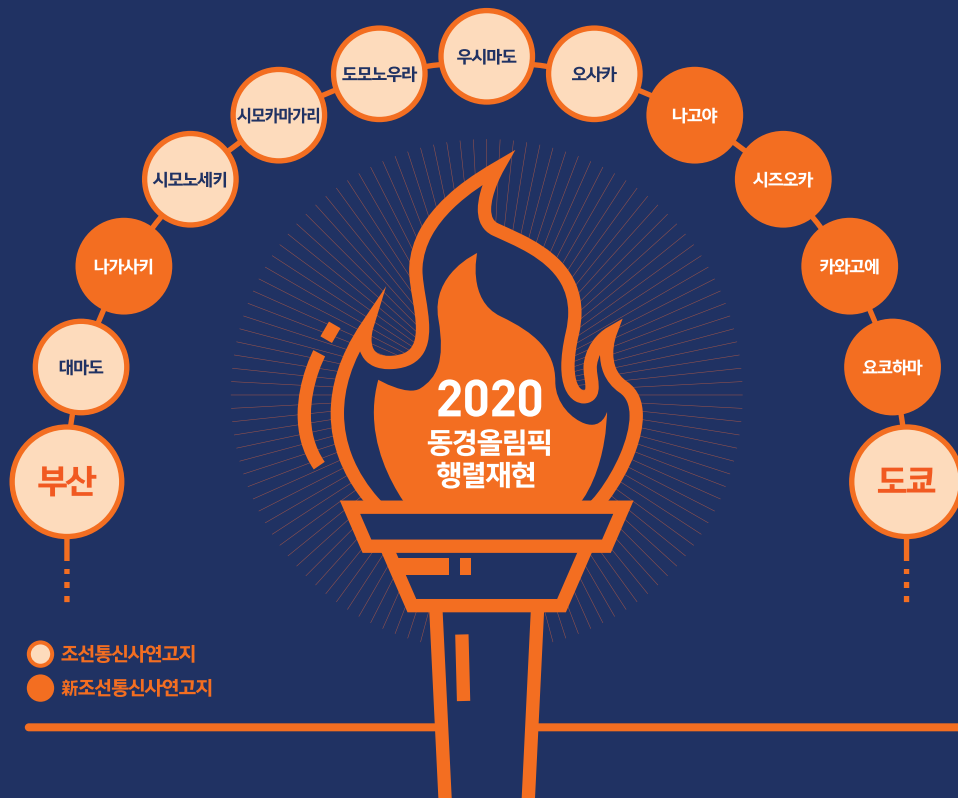 부산
대마도
나가사키
시모노세키
시모카마가리
도모노우라
우시마도
오사카
나고야
시즈오카
카와고에
요코하마
도쿄
2020
동경올림픽
행렬재현
조선통신사연고지
新조선통신사연고지